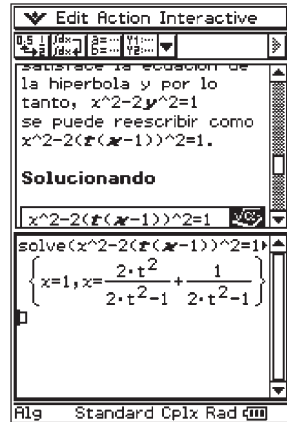 Edit Action Interactive
satisface la ecuación de
la hiperbola y por lo
tanto, x^2-2y^2=1
se puede reescribir como
x^2-2(t(x-1))^2=1.
Solucionando
x^2-2(t(x-1))^2=1
solve(x^2-2(t(x-1))^2=1
{x=1,x=2·t^2/2·t^2-1+1/2·t^2-1}
Alg Standard Cplx Rad